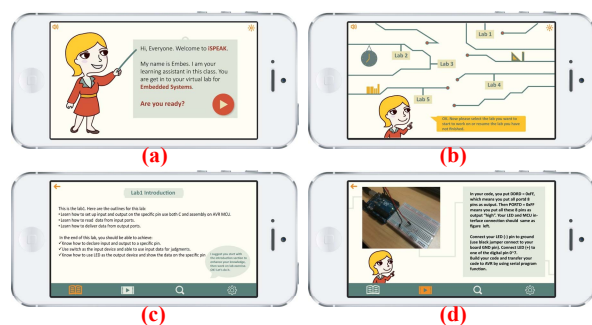 Hi, Everyone. Welcome to iSPEAK.
My name is Embes. I am your
learning assistant in this class. You
are get in to your virtual lab for
Embedded Systems.
Are you ready?
(a)
Lab 1
Lab 2
Lab 3
Lab 4
Lab 5
OK. Now please select the lab you want to
start to work on or resume the lab you have
not finished.
(b)
Lab1 Introduction
This is the lab1. Here are the outlines for this lab:
•Learn how to set up input and output on the specific pin use both C and assembly on AVR MCU.
•Learn how to read data from input ports.
•Learn how to deliver data from output ports.
In the end of this lab, you should be able to achieve:
✓Know how to declare input and output to a specific pin.
✓Use switch as the input device and able to use input data for judgments.
✓Know how to use LED as the output device and show the data on the specific pin.
I suggest you start with
the introduction section to
enhance your knowledge.
(c)
In your code, you put DDRD = 0xFF,
which means you put all portd 8
pins as output. Then PORTD = 0xFF
means you put all these 8 pins as
output "high". Your LED and MCU in-
terface connection should same as
figure left.
Connect your LED (-) pin to ground
(use black jumper connect to your
board GND pin). Connect LED (+) to
one of the digital pin 0~7.
Build your code and transfer your
code to AVR by using serial program
function.
(d)